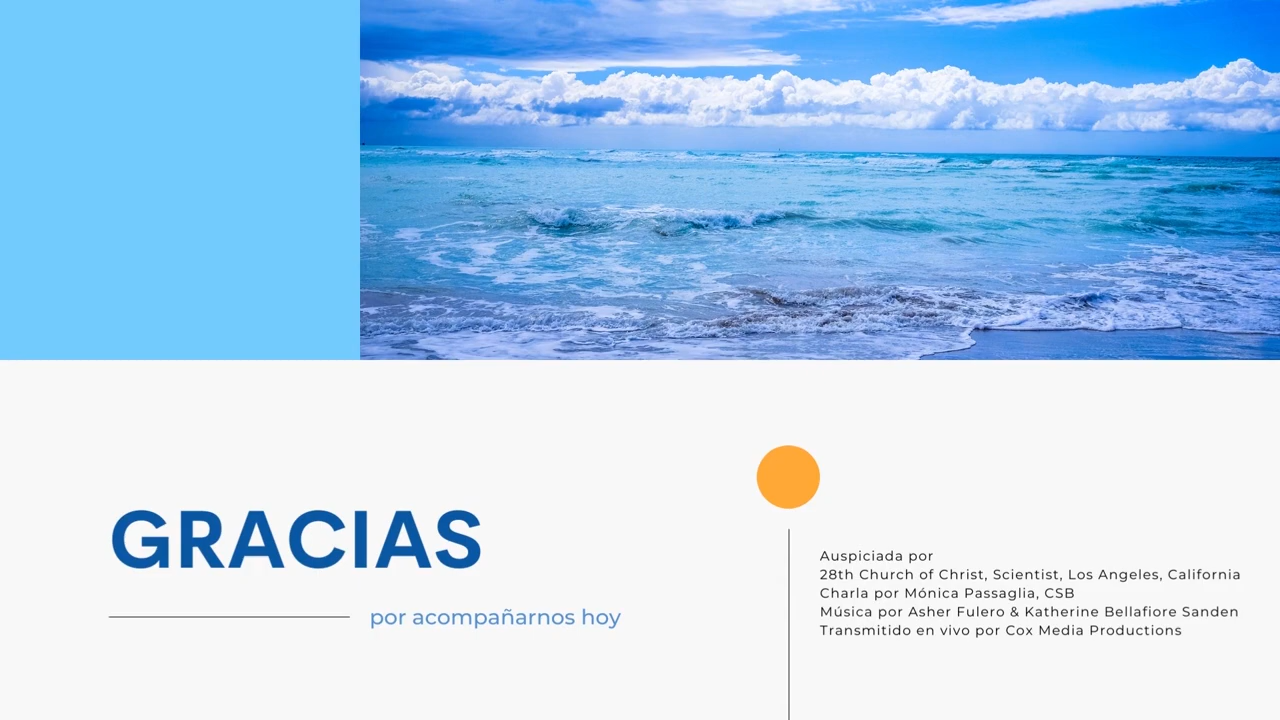 GRACIAS
por acompañarnos hoy
Auspiciada por
28th Church of Christ, Scientist, Los Angeles, California
Charla por Mónica Passaglia, CSB
Música por Asher Fulero & Katherine Bellafiore Sanden
Transmitido en vivo por Cox Media Productions